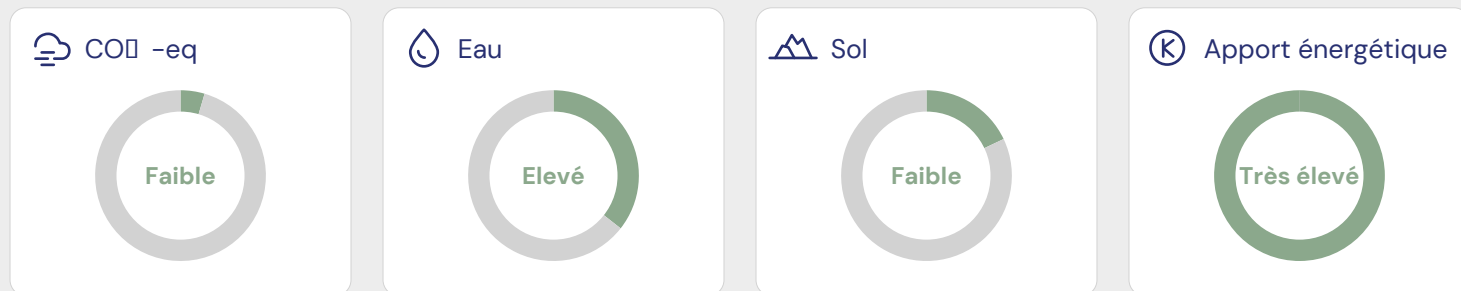 CO▯ -eq
Faible
Eau
Elevé
Sol
Faible
Apport énergétique
Très élevé